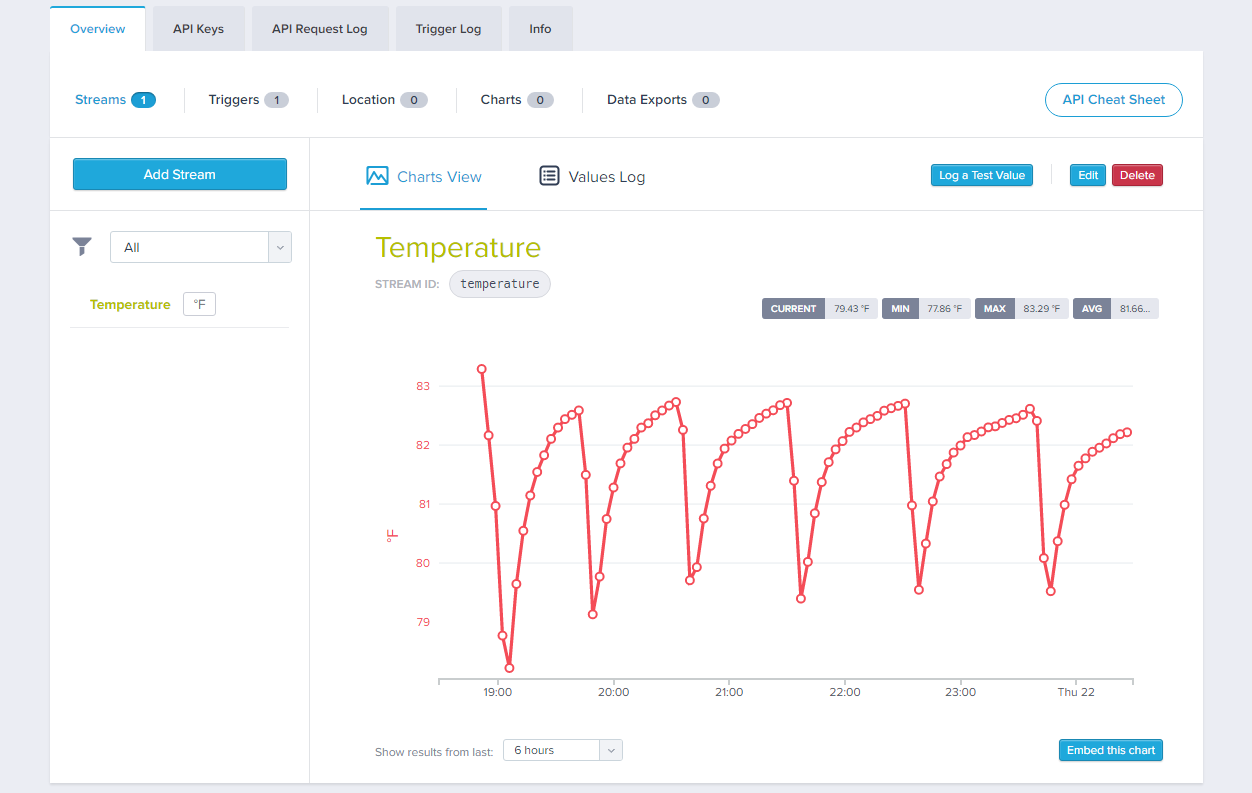 Overview API Keys API Request Log Trigger Log Info
Streams 1 Triggers 1 Location 0 Charts 0 Data Exports 0 API Cheat Sheet
Add Stream Charts View Values Log Log a Test Value Edit Delete
All
Temperature °F
Temperature
STREAM ID: temperature
CURRENT 79.43 °F MIN 77.86 °F MAX 83.29 °F AVG 81.66...
83
82
81
80
79
°F
19:00 20:00 21:00 22:00 23:00 Thu 22
Show results from last: 6 hours Embed this chart